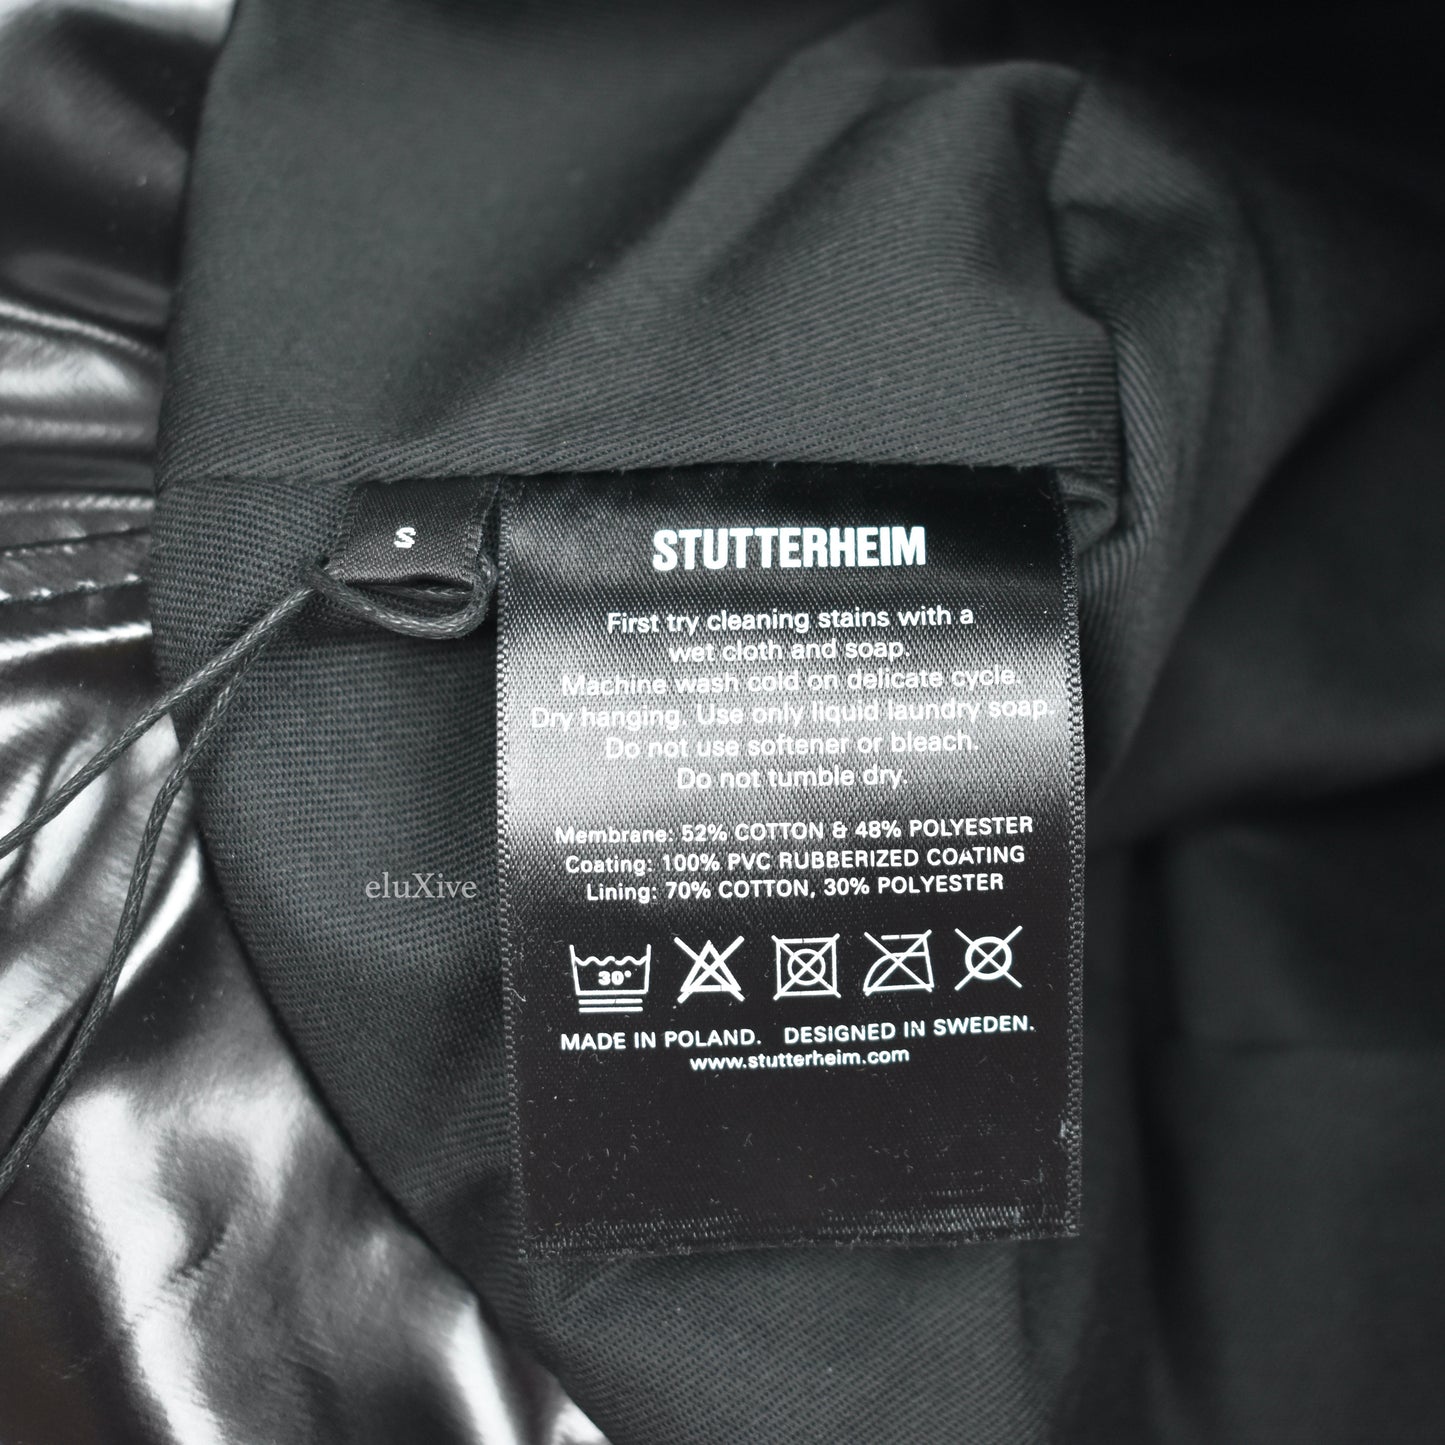 S
STUTTERHEIM
First try cleaning stains with a
wet cloth and soap.
Machine wash cold on delicate cycle.
Dry hanging. Use only liquid laundry soap.
Do not use softener or bleach.
Do not tumble dry.
Membrane: 52% COTTON & 48% POLYESTER
Coating: 100% PVC RUBBERIZED COATING
Lining: 70% COTTON, 30% POLYESTER
eluXive
30°
MADE IN POLAND. DESIGNED IN SWEDEN.
www.stutterheim.com